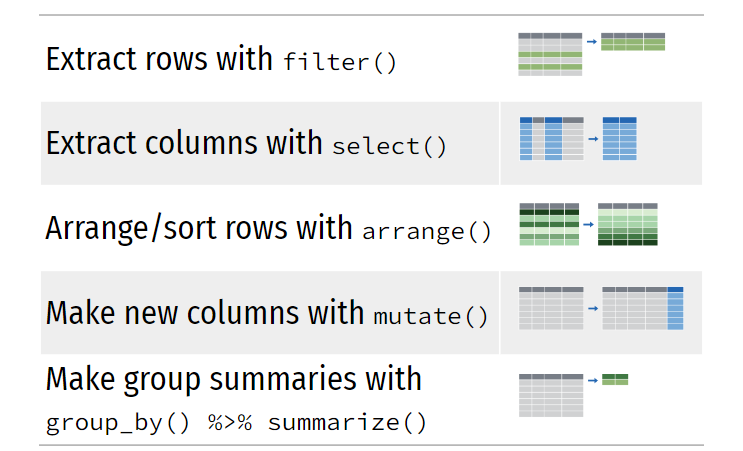 Extract rows with filter()
Extract columns with select()
Arrange/sort rows with arrange()
Make new columns with mutate()
Make group summaries with
group_by() %>% summarize()